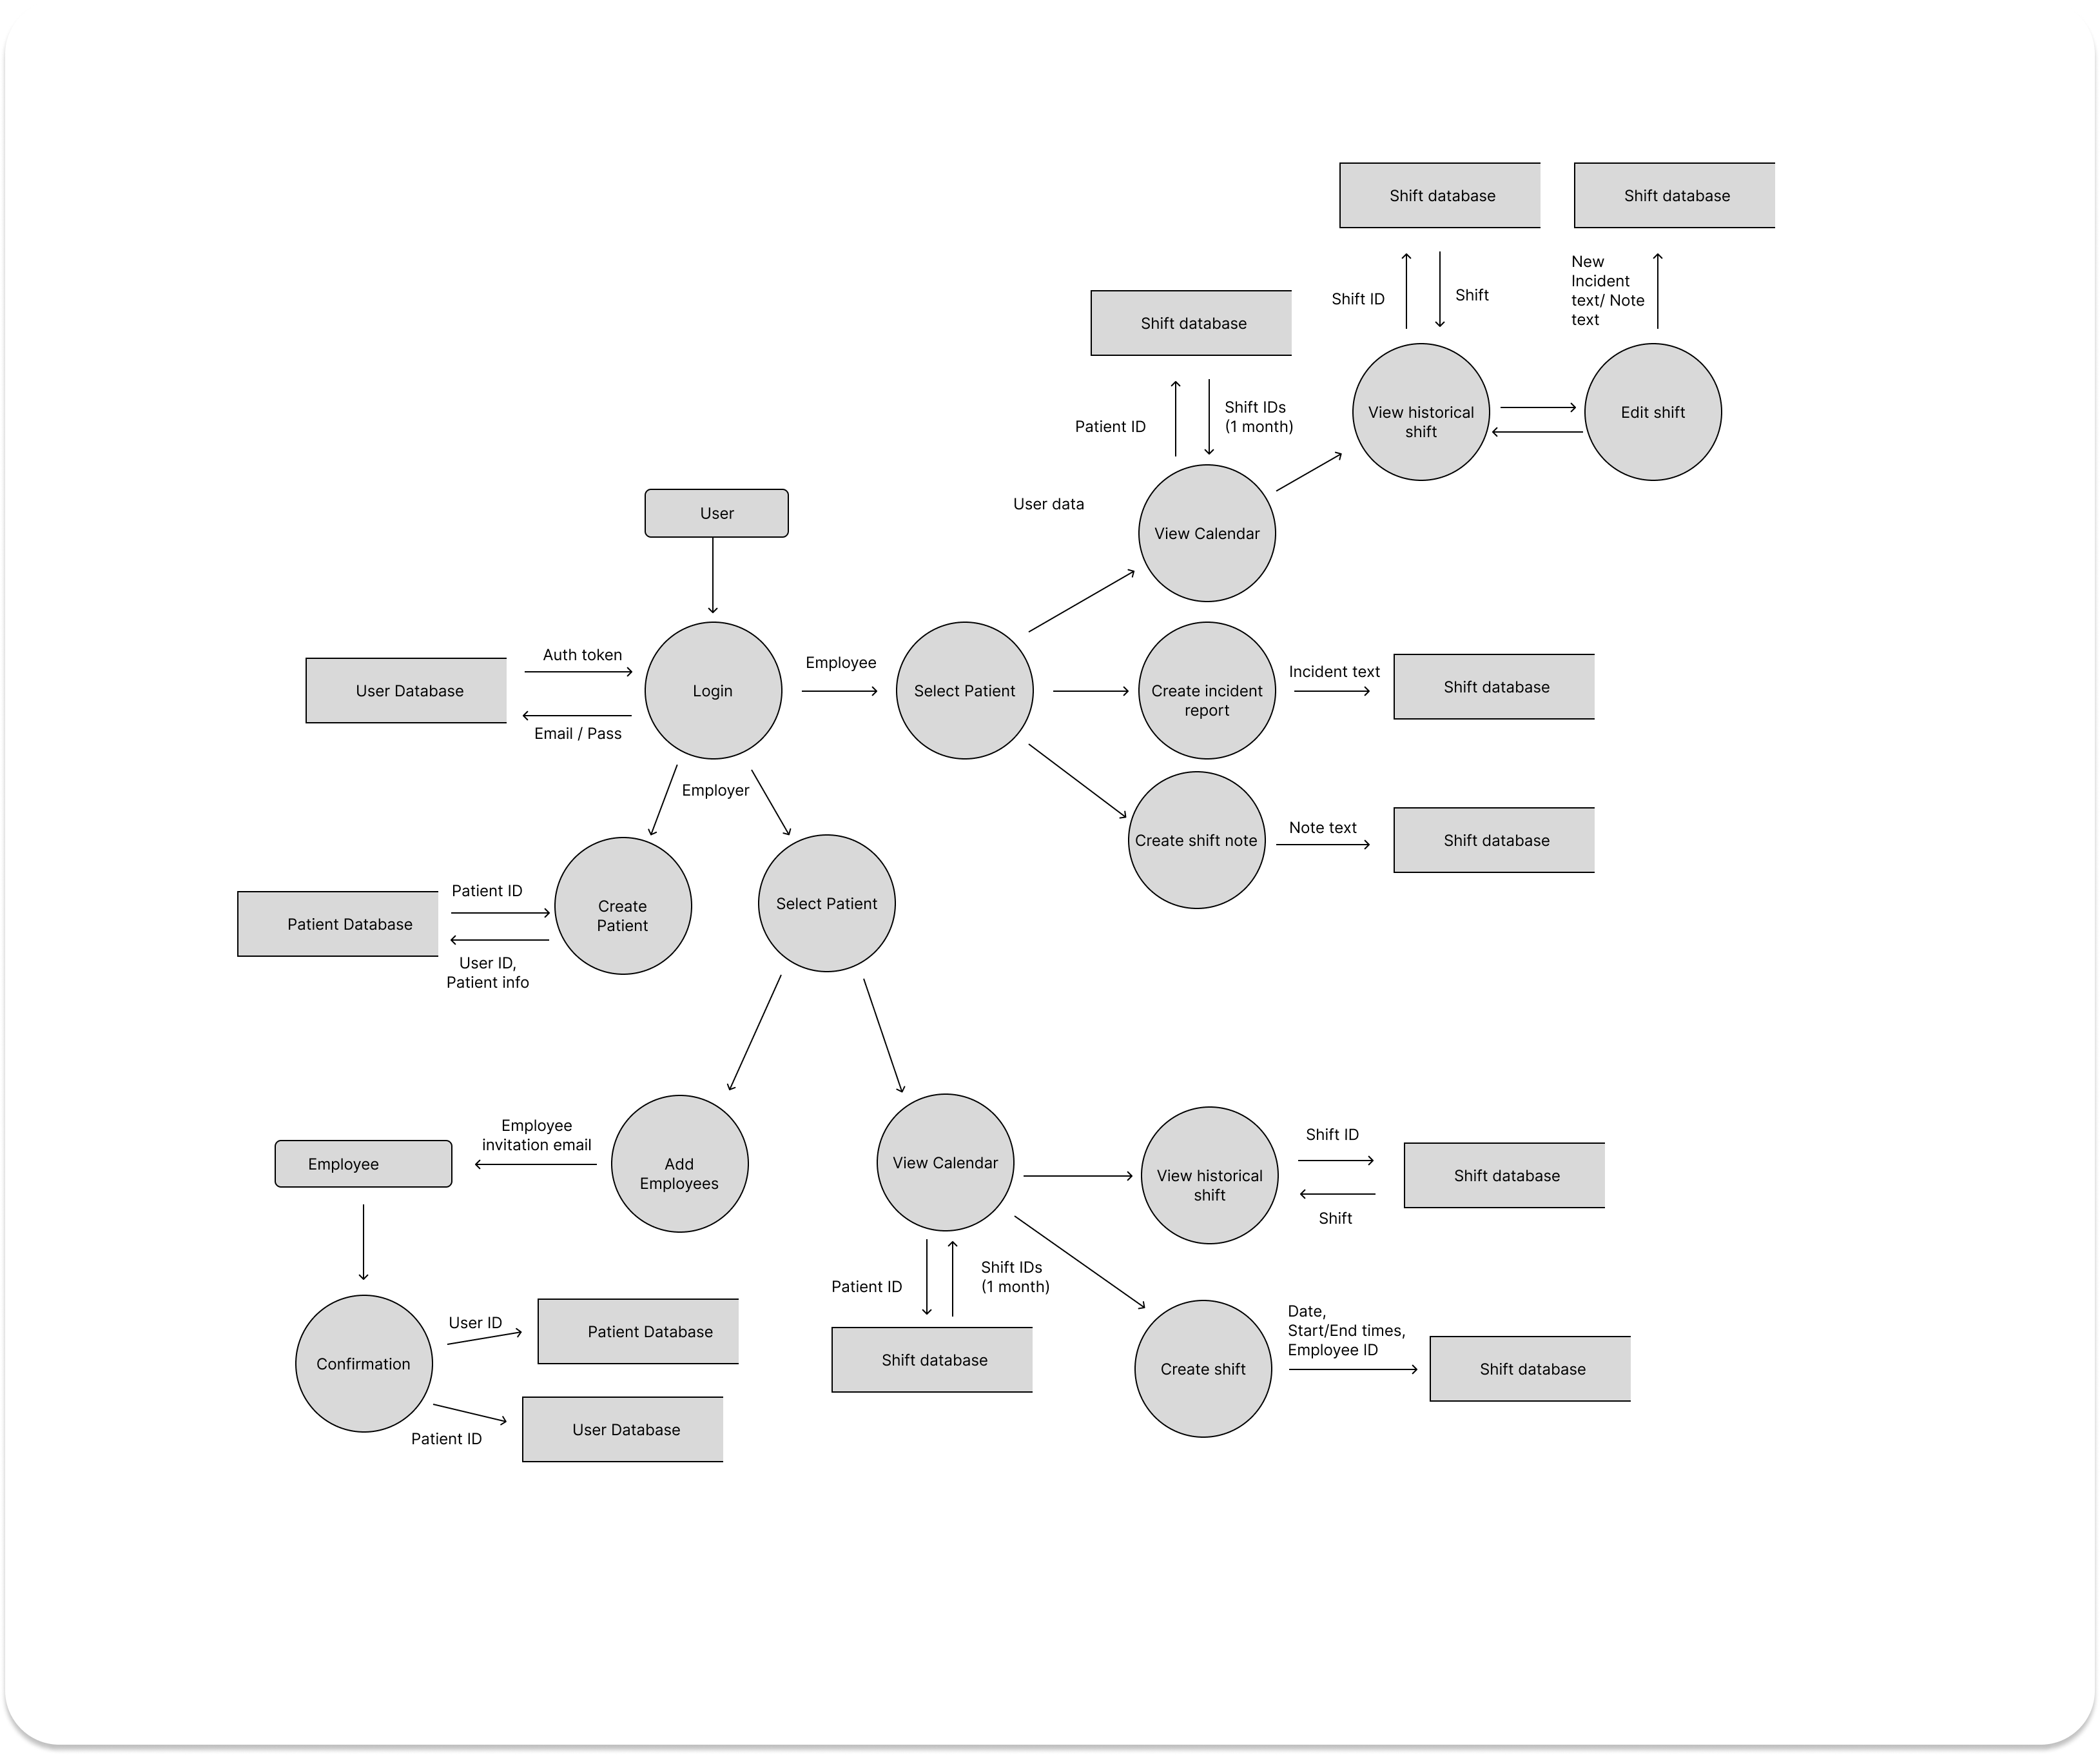 Shift database
Shift database
New
Incident
text/ Note
text
Shift ID
Shift
Shift database
Patient ID
Shift IDs
(1 month)
View historical
shift
Edit shift
User data
View Calendar
User
Auth token
User Database
Email / Pass
Login
Employee
Select Patient
Create incident
report
Incident text
Shift database
Employer
Create shift note
Note text
Shift database
Patient ID
Patient Database
User ID,
Patient info
Create
Patient
Select Patient
Employee
invitation email
Employee
Add
Employees
View Calendar
View historical
shift
Shift ID
Shift
Shift database
Patient ID
Shift IDs
(1 month)
Shift database
Create shift
Date,
Start/End times,
Employee ID
Shift database
Confirmation
User ID
Patient Database
Patient ID
User Database